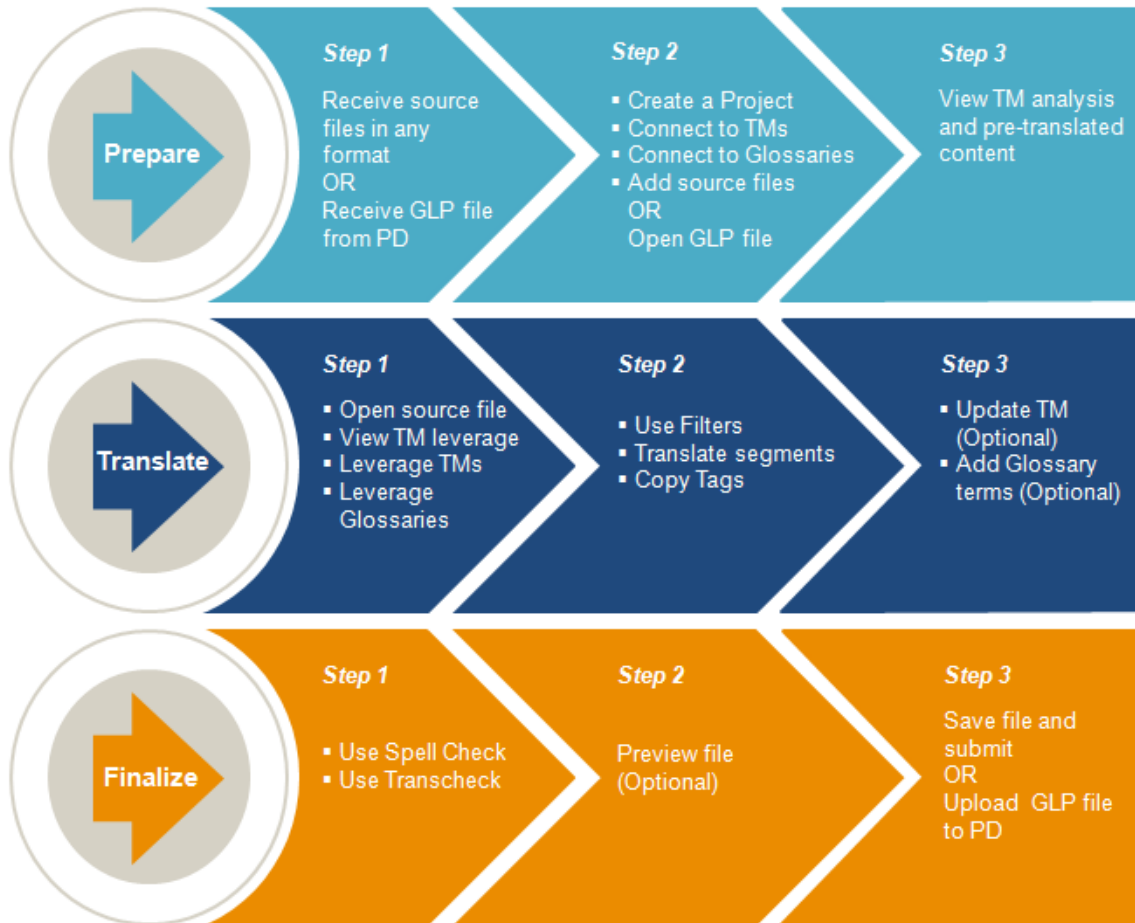 Prepare
Step 1
Receive source
files in any
format
OR
Receive GLP file
from PD
Step 2
▪ Create a Project
▪ Connect to TMs
▪ Connect to Glossaries
▪ Add source files
OR
Open GLP file
Step 3
View TM analysis
and pre-translated
content
Translate
Step 1
▪ Open source file
▪ View TM leverage
▪ Leverage TMs
▪ Leverage
Glossaries
Step 2
▪ Use Filters
▪ Translate segments
▪ Copy Tags
Step 3
▪ Update TM
(Optional)
▪ Add Glossary
terms (Optional)
Finalize
Step 1
▪ Use Spell Check
▪ Use Transcheck
Step 2
Preview file
(Optional)
Step 3
Save file and
submit
OR
Upload GLP file
to PD